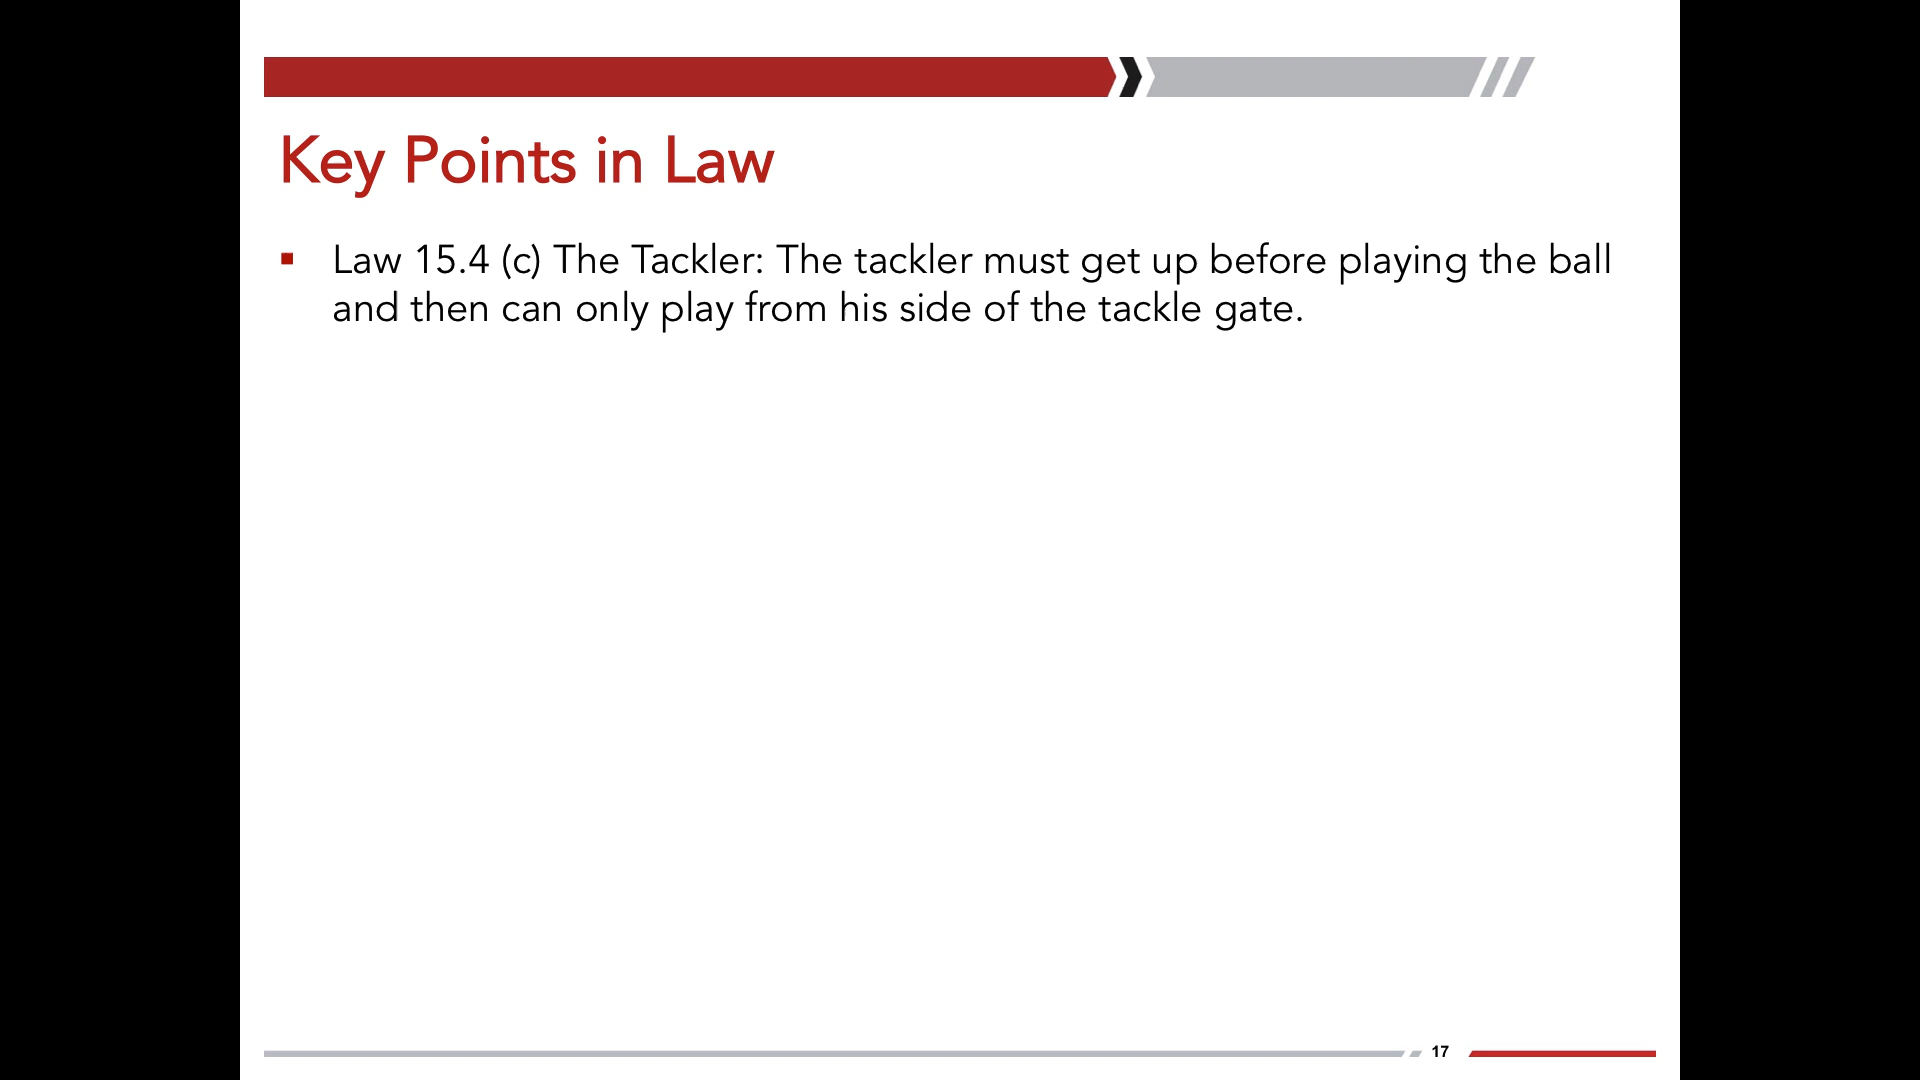 Key Points in Law
Law 15.4 (c) The Tackler: The tackler must get up before playing the ball
and then can only play from his side of the tackle gate.
17